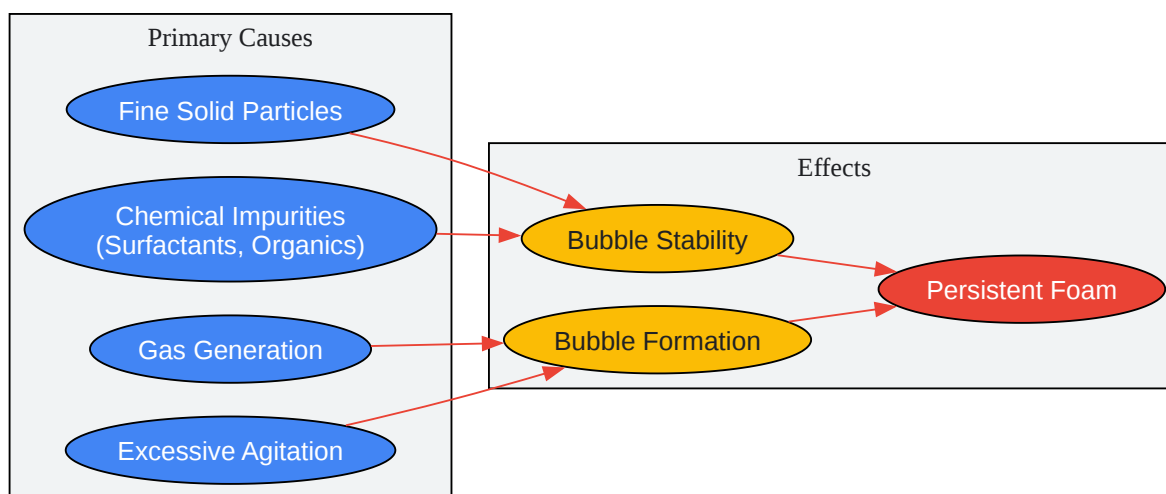 Primary Causes
Fine Solid Particles
Chemical Impurities
(Surfactants, Organics)
Gas Generation
Excessive Agitation
Effects
Bubble Stability
Bubble Formation
Persistent Foam